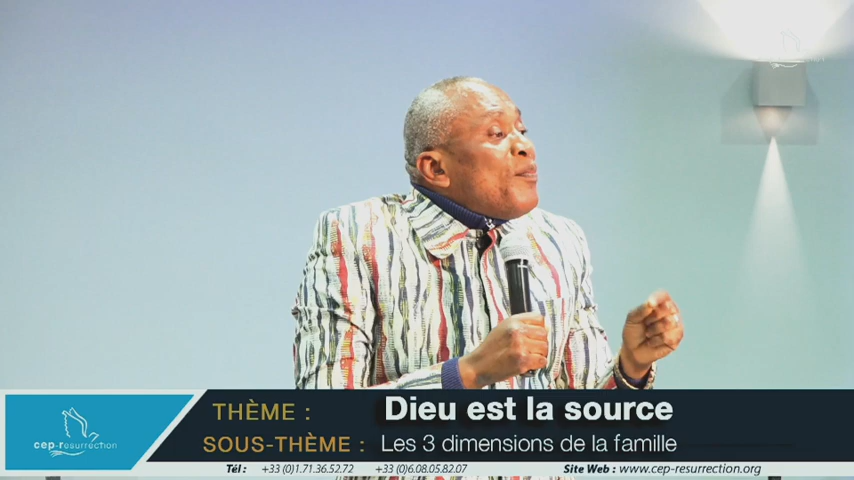 THÈME : Dieu est la source
SOUS-THÈME : Les 3 dimensions de la famille
cep-resurrection
Tél : +33 (0)1.71.36.52.72 +33 (0)6.08.05.82.07 Site Web : www.cep-resurrection.org